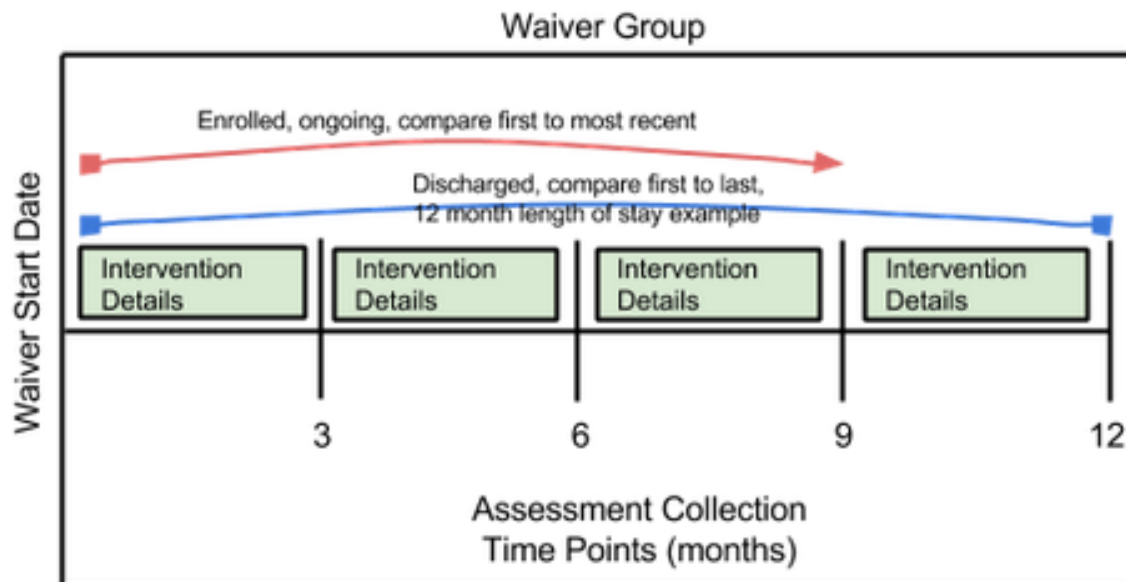 Waiver Group
Enrolled, ongoing, compare first to most recent
Discharged, compare first to last,
12 month length of stay example
Waiver Start Date
Intervention
Details
Intervention
Details
Intervention
Details
Intervention
Details
3
6
9
12
Assessment Collection
Time Points (months)